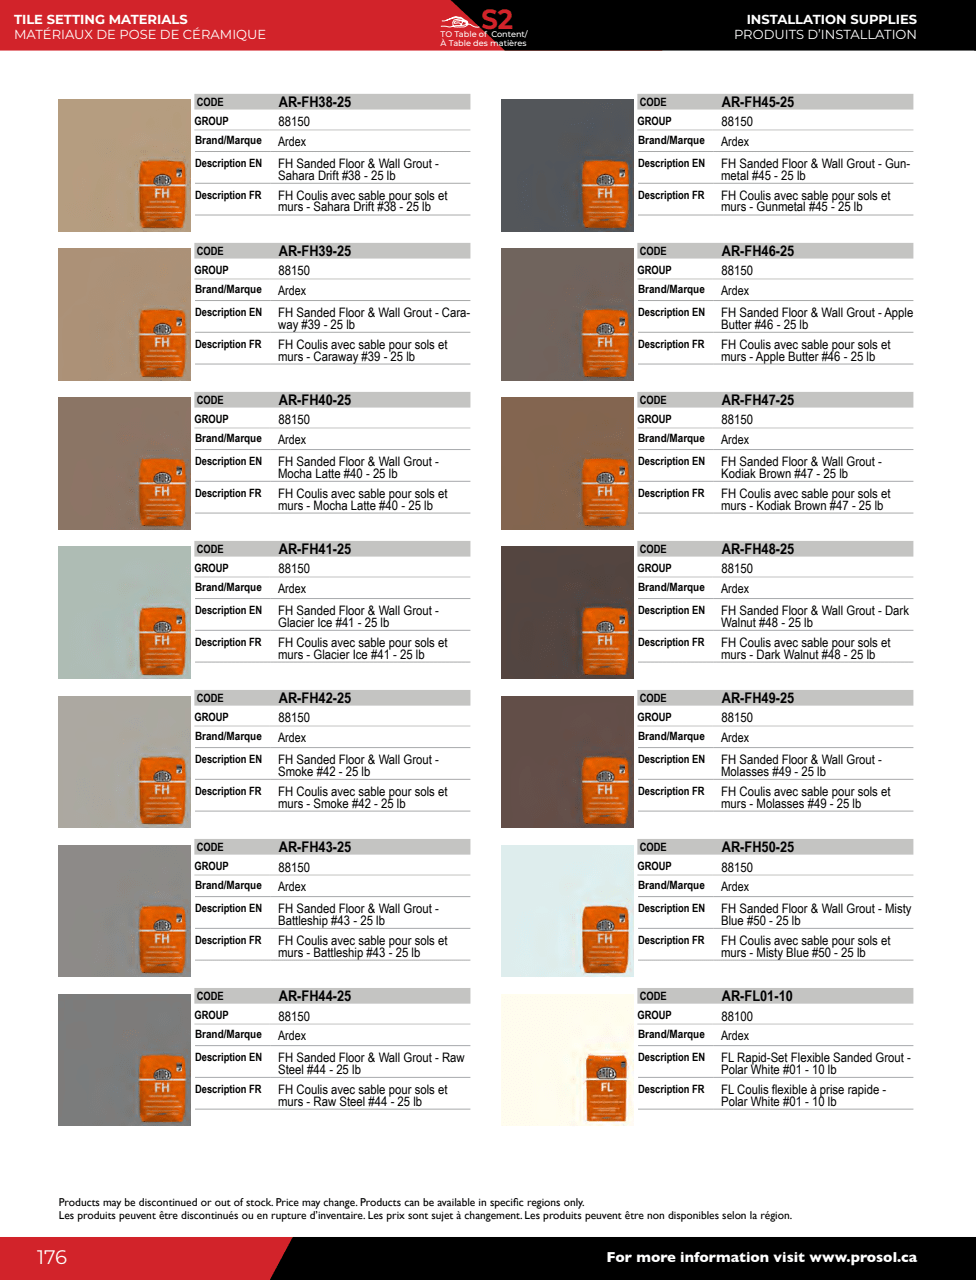 TILE SETTING MATERIALS
MATÉRIAUX DE POSE DE CÉRAMIQUE
S2
TO Table of Content/
À Table des matières
INSTALLATION SUPPLIES
PRODUITS D'INSTALLATION
CODE AR-FH38-25
GROUP 88150
Brand/Marque Ardex
Description EN FH Sanded Floor & Wall Grout -
Sahara Drift #38 - 25 lb
Description FR FH Coulis avec sable pour sols et
murs - Sahara Drift #38 - 25 lb
ARDEX
FH
CODE AR-FH39-25
GROUP 88150
Brand/Marque Ardex
Description EN FH Sanded Floor & Wall Grout - Cara-
way #39 - 25 lb
Description FR FH Coulis avec sable pour sols et
murs - Caraway #39 - 25 lb
ARDEX
FH
CODE AR-FH40-25
GROUP 88150
Brand/Marque Ardex
Description EN FH Sanded Floor & Wall Grout -
Mocha Latte #40 - 25 lb
Description FR FH Coulis avec sable pour sols et
murs - Mocha Latte #40 - 25 lb
ARDEX
FH
CODE AR-FH41-25
GROUP 88150
Brand/Marque Ardex
Description EN FH Sanded Floor & Wall Grout -
Glacier Ice #41 - 25 lb
Description FR FH Coulis avec sable pour sols et
murs - Glacier Ice #41 - 25 lb
ARDEX
FH
CODE AR-FH42-25
GROUP 88150
Brand/Marque Ardex
Description EN FH Sanded Floor & Wall Grout -
Smoke #42 - 25 lb
Description FR FH Coulis avec sable pour sols et
murs - Smoke #42 - 25 lb
ARDEX
FH
CODE AR-FH43-25
GROUP 88150
Brand/Marque Ardex
Description EN FH Sanded Floor & Wall Grout -
Battleship #43 - 25 lb
Description FR FH Coulis avec sable pour sols et
murs - Battleship #43 - 25 lb
ARDEX
FH
CODE AR-FH44-25
GROUP 88150
Brand/Marque Ardex
Description EN FH Sanded Floor & Wall Grout - Raw
Steel #44 - 25 lb
Description FR FH Coulis avec sable pour sols et
murs - Raw Steel #44 - 25 lb
ARDEX
FH
CODE AR-FH45-25
GROUP 88150
Brand/Marque Ardex
Description EN FH Sanded Floor & Wall Grout - Gun-
metal #45 - 25 lb
Description FR FH Coulis avec sable pour sols et
murs - Gunmetal #45 - 25 lb
ARDEX
FH
CODE AR-FH46-25
GROUP 88150
Brand/Marque Ardex
Description EN FH Sanded Floor & Wall Grout - Apple
Butter #46 - 25 lb
Description FR FH Coulis avec sable pour sols et
murs - Apple Butter #46 - 25 lb
ARDEX
FH
CODE AR-FH47-25
GROUP 88150
Brand/Marque Ardex
Description EN FH Sanded Floor & Wall Grout -
Kodiak Brown #47 - 25 lb
Description FR FH Coulis avec sable pour sols et
murs - Kodiak Brown #47 - 25 lb
ARDEX
FH
CODE AR-FH48-25
GROUP 88150
Brand/Marque Ardex
Description EN FH Sanded Floor & Wall Grout - Dark
Walnut #48 - 25 lb
Description FR FH Coulis avec sable pour sols et
murs - Dark Walnut #48 - 25 lb
ARDEX
FH
CODE AR-FH49-25
GROUP 88150
Brand/Marque Ardex
Description EN FH Sanded Floor & Wall Grout -
Molasses #49 - 25 lb
Description FR FH Coulis avec sable pour sols et
murs - Molasses #49 - 25 lb
ARDEX
FH
CODE AR-FH50-25
GROUP 88150
Brand/Marque Ardex
Description EN FH Sanded Floor & Wall Grout - Misty
Blue #50 - 25 lb
Description FR FH Coulis avec sable pour sols et
murs - Misty Blue #50 - 25 lb
ARDEX
FH
CODE AR-FL01-10
GROUP 88100
Brand/Marque Ardex
Description EN FL Rapid-Set Flexible Sanded Grout -
Polar White #01 - 10 lb
Description FR FL Coulis flexible à prise rapide -
Polar White #01 - 10 lb
ARDEX
FL
Products may be discontinued or out of stock. Price may change. Products can be available in specific regions only.
Les produits peuvent être discontinués ou en rupture d'inventaire. Les prix sont sujet à changement. Les produits peuvent être non disponibles selon la région.
176
For more information visit www.prosol.ca